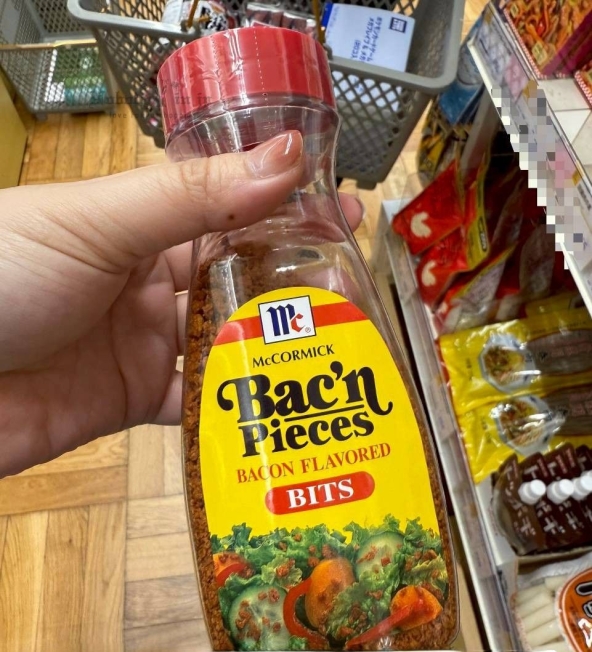 Mc
McCORMICK
Bac'n
Pieces
BACON FLAVORED
BITS